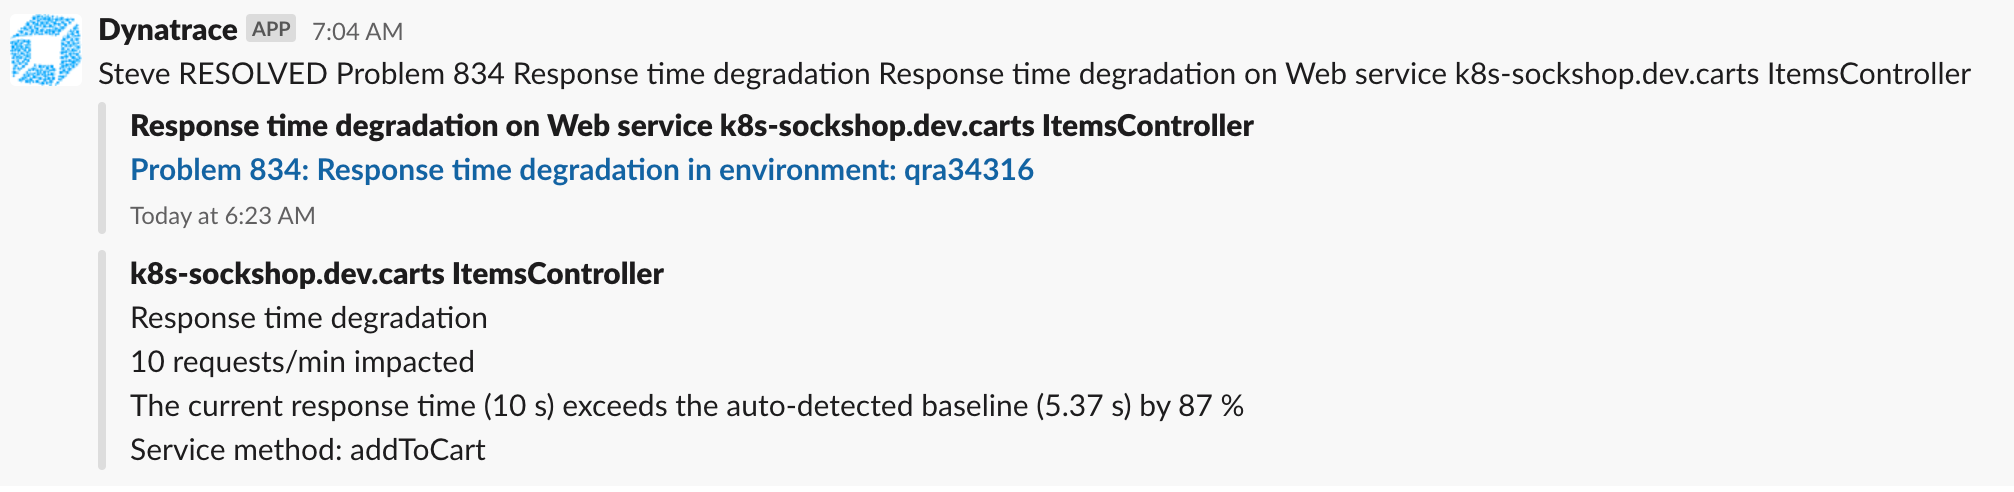 Dynatrace APP 7:04 AM
Steve RESOLVED Problem 834 Response time degradation Response time degradation on Web service k8s-sockshop.dev.carts ItemsController
Response time degradation on Web service k8s-sockshop.dev.carts ItemsController
Problem 834: Response time degradation in environment: qra34316
Today at 6:23 AM
k8s-sockshop.dev.carts ItemsController
Response time degradation
10 requests/min impacted
The current response time (10 s) exceeds the auto-detected baseline (5.37 s) by 87 %
Service method: addToCart